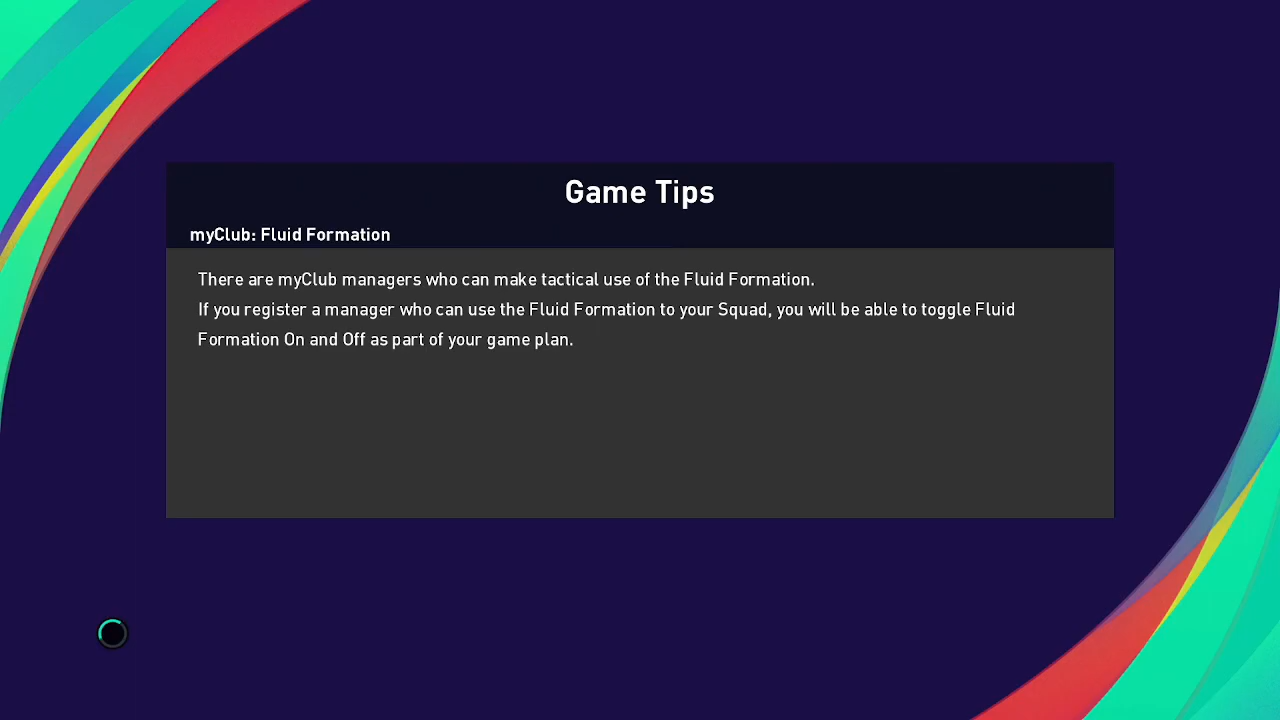 Game Tips
myClub: Fluid Formation
There are myClub managers who can make tactical use of the Fluid Formation.
If you register a manager who can use the Fluid Formation to your Squad, you will be able to toggle Fluid
Formation On and Off as part of your game plan.